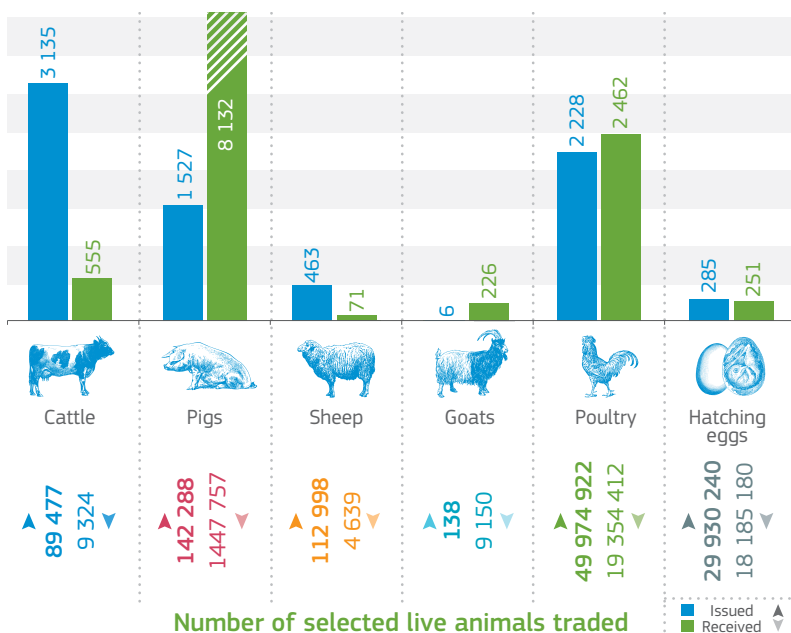 3 135
555
1 527
8 132
463
71
6
226
2 228
2 462
285
251
Cattle
Pigs
Sheep
Goats
Poultry
Hatching
eggs
89 477
9 324
142 288
1447 757
112 998
4 639
138
9 150
49 974 922
19 354 412
29 930 240
18 185 180
Number of selected live animals traded
Issued
Received